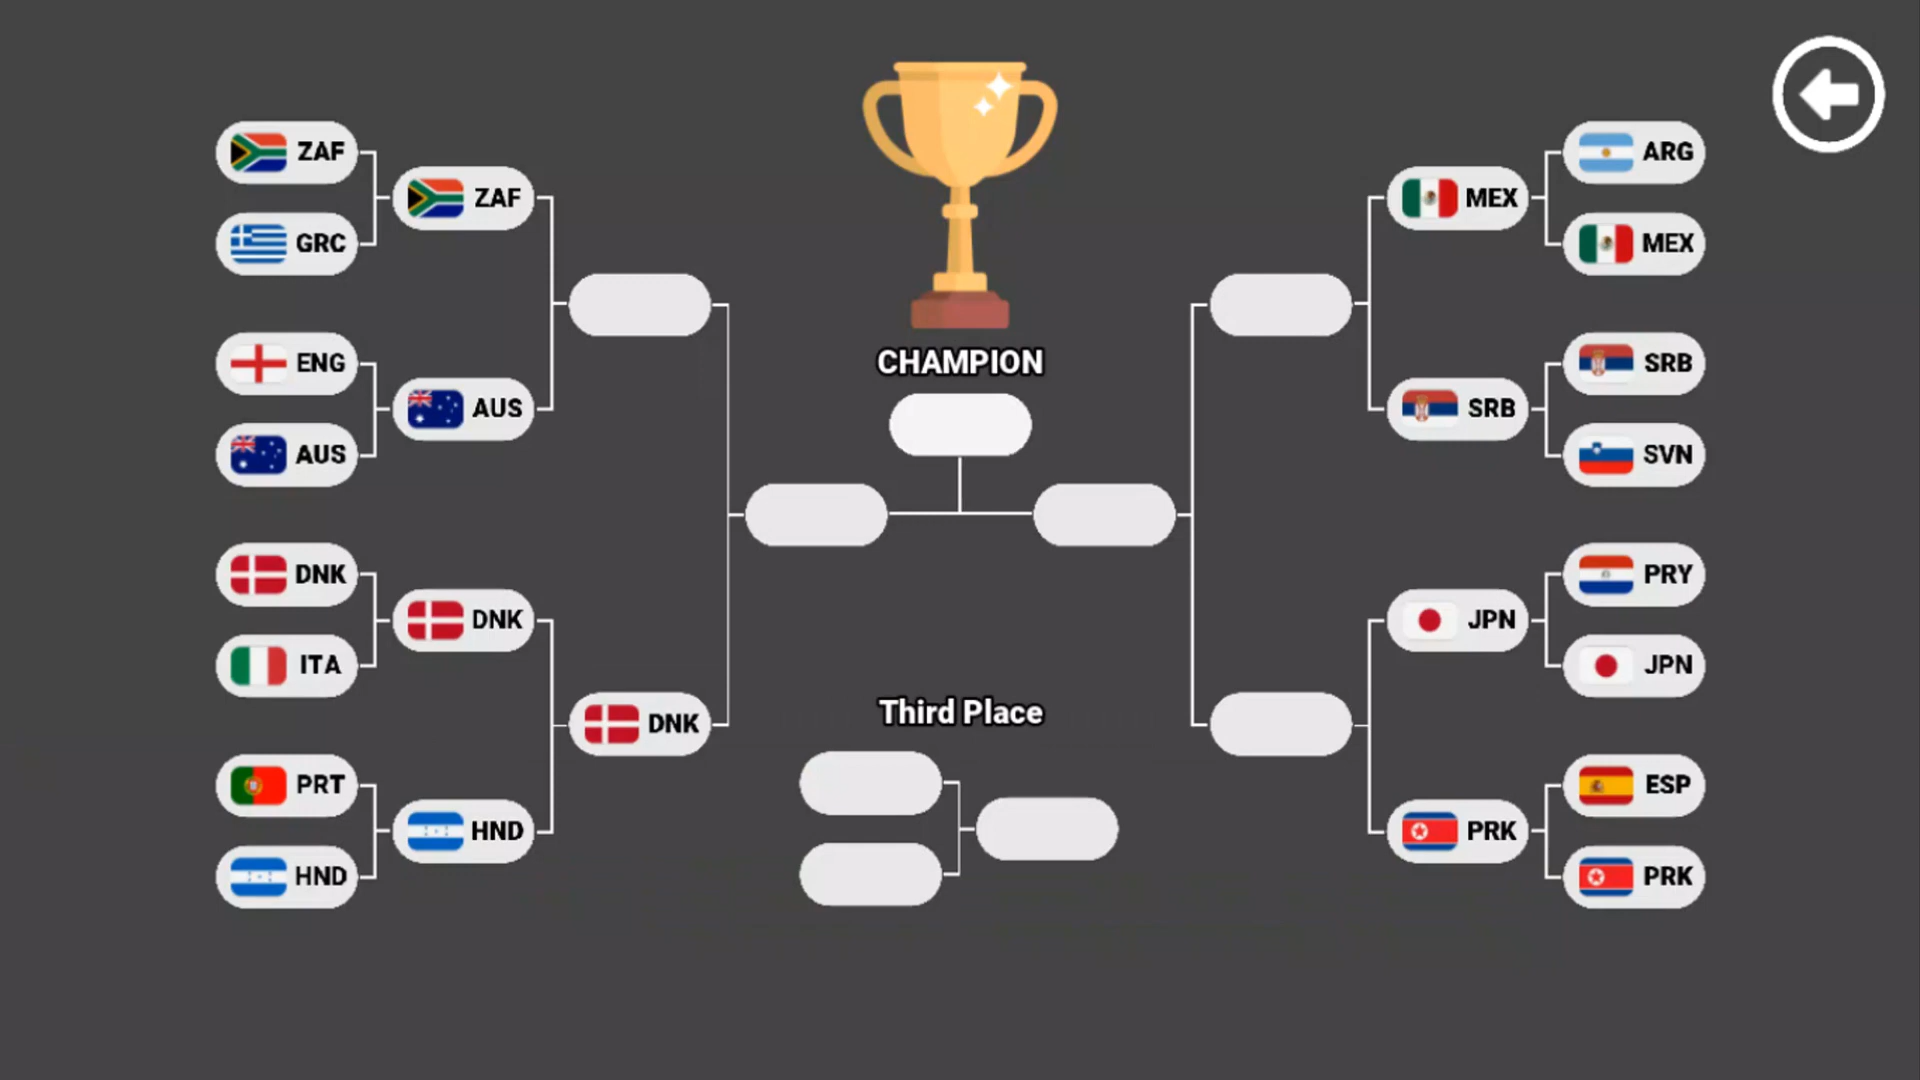 ZAF
GRC
ZAF
ENG
AUS
AUS
DNK
ITA
DNK
PRT
HND
HND
DNK
CHAMPION
Third Place
MEX
ARG
MEX
SRB
SRB
SVN
JPN
PRY
JPN
PRK
ESP
PRK